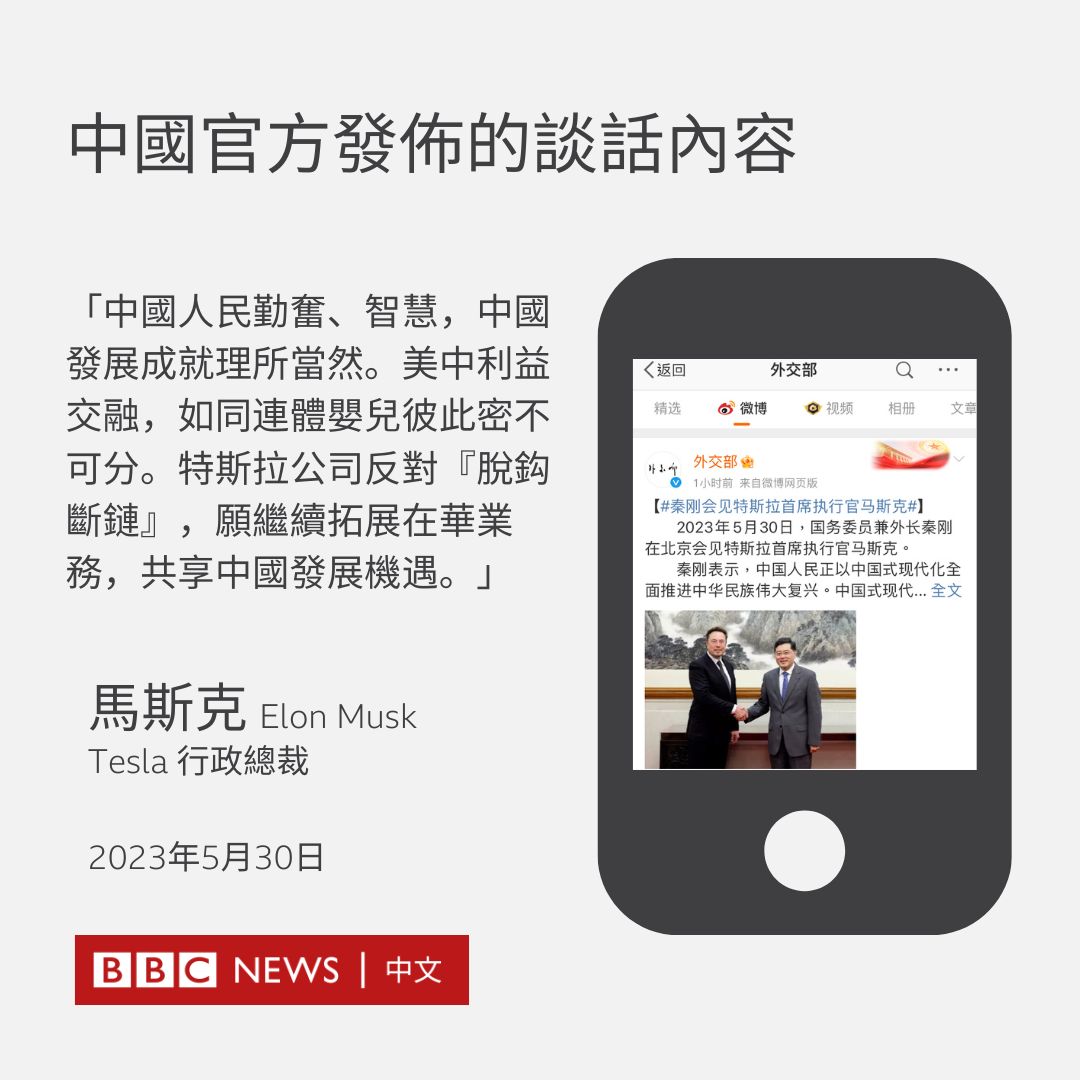 中國官方發佈的談話內容
「中國人民勤奮、智慧，中國
發展成就理所當然。美中利益
交融，如同連體嬰兒彼此密不
可分。特斯拉公司反對『脫鈎
斷鏈』，願繼續拓展在華業
務，共享中國發展機遇。」
馬斯克 Elon Musk
Tesla 行政總裁
2023年5月30日
BBC NEWS | 中文
返回 外交部
精选 微博 视频 相册 文章
外交部
1小时前 来自微博网页版
【#秦刚会见特斯拉首席执行官马斯克#】
2023年5月30日，国务委员兼外长秦刚
在北京会见特斯拉首席执行官马斯克。
秦刚表示，中国人民正以中国式现代化全
面推进中华民族伟大复兴。中国式现代... 全文